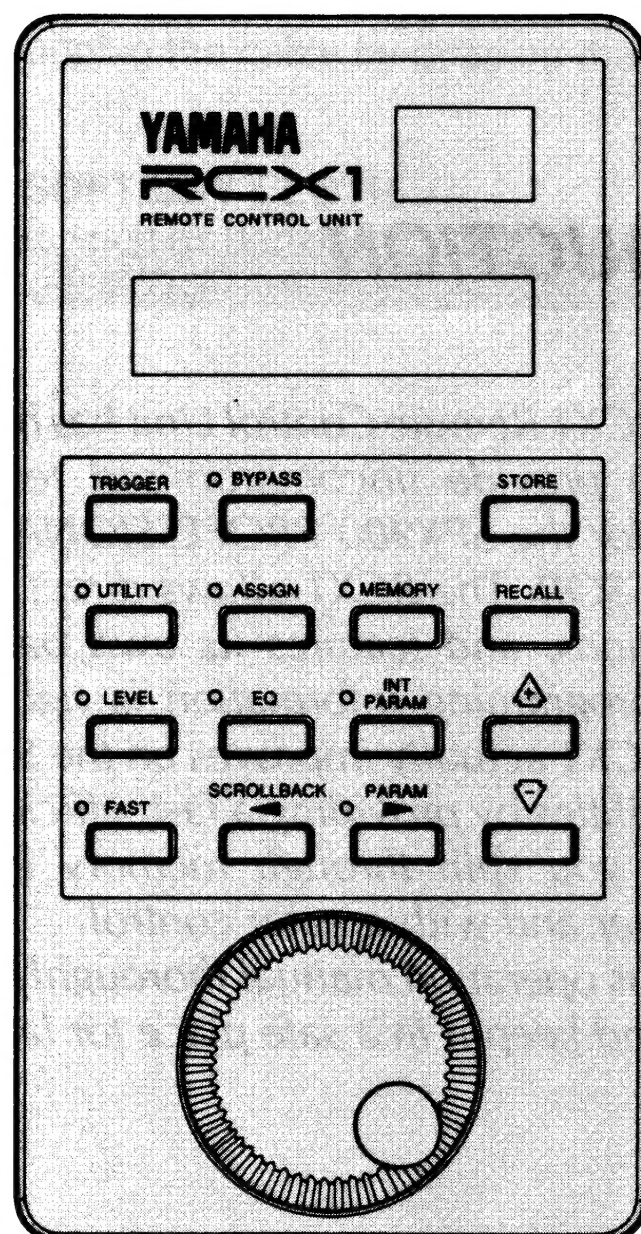 YAMAHA
RCX1
REMOTE CONTROL UNIT
TRIGGER BYPASS STORE
UTILITY ASSIGN MEMORY RECALL
LEVEL EQ INT PARAM +
FAST SCROLLBACK ◄ PARAM ► -